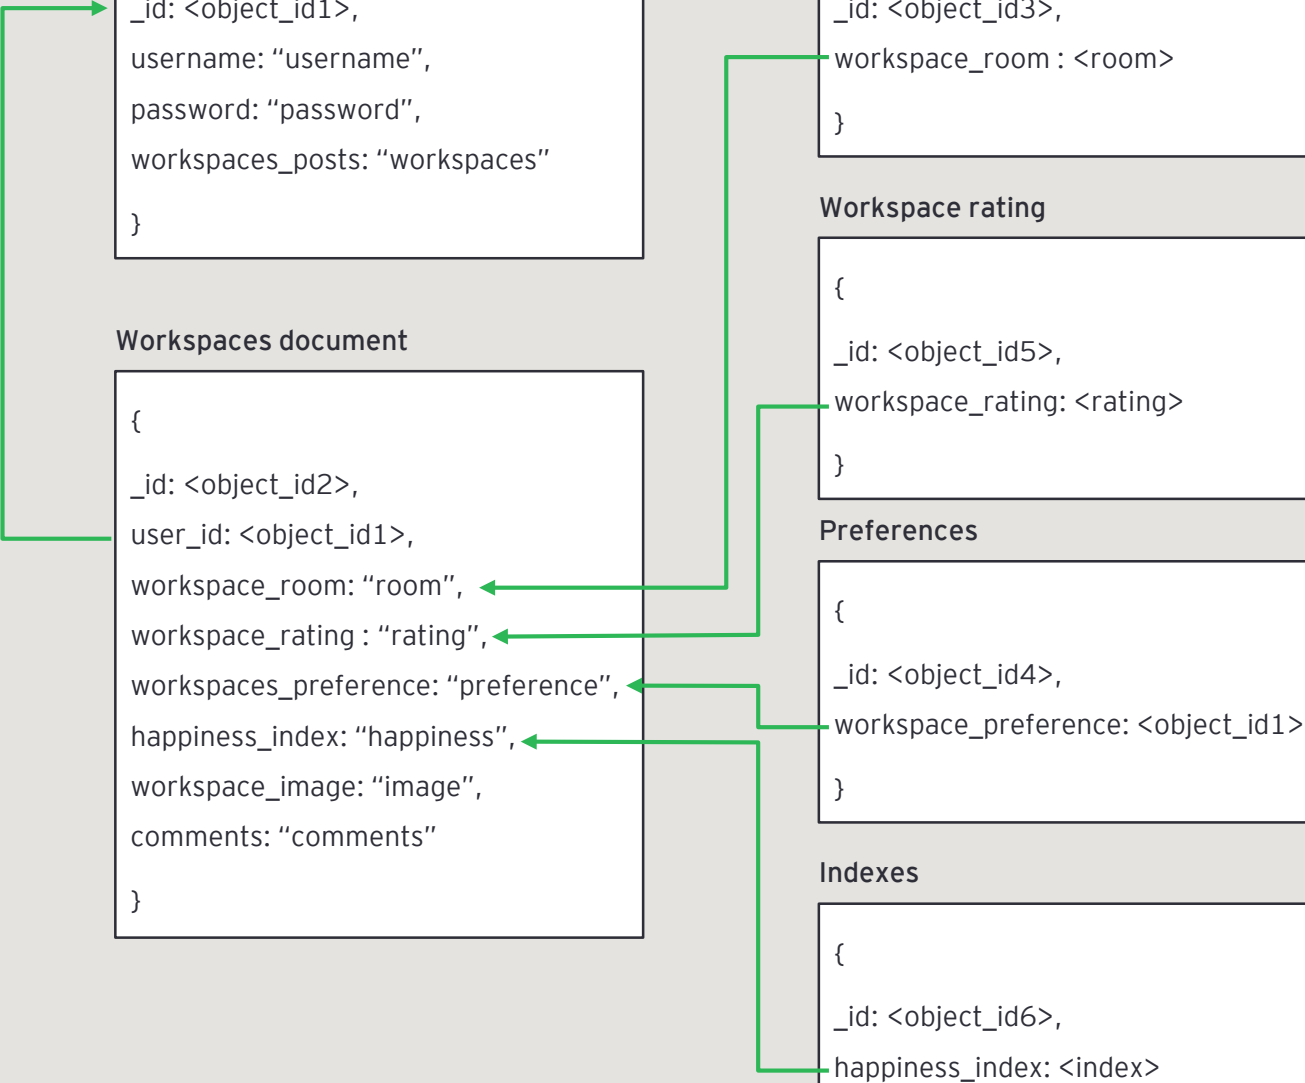 _id: <object_id1>,
username: “username”,
password: “password”,
workspaces_posts: “workspaces”
}
Workspaces document
{
_id: <object_id2>,
user_id: <object_id1>,
workspace_room: “room”,
workspace_rating : “rating”,
workspaces_preference: “preference”,
happiness_index: “happiness”,
workspace_image: “image”,
comments: “comments”
}
_id: <object_id3>,
workspace_room : <room>
}
Workspace rating
{
_id: <object_id5>,
workspace_rating: <rating>
}
Preferences
{
_id: <object_id4>,
workspace_preference: <object_id1>
}
Indexes
{
_id: <object_id6>,
happiness_index: <index>